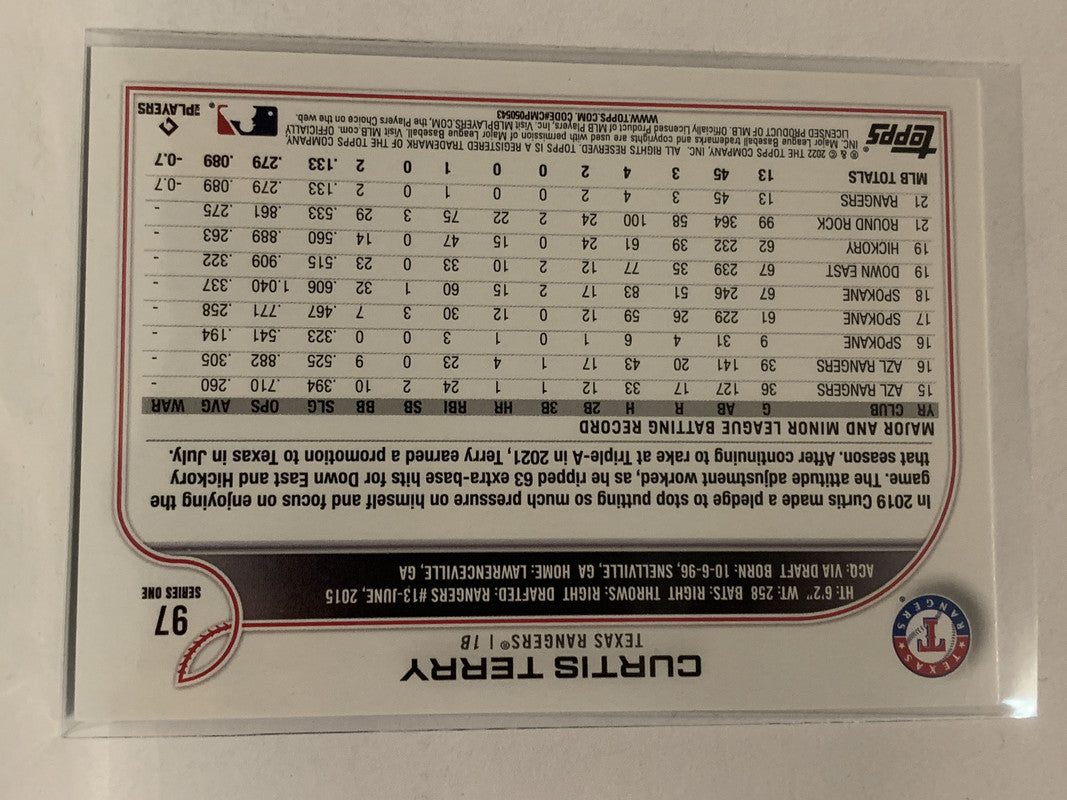 CURTIS TERRY
TEXAS RANGERS® | 1B
TEXAS RANGERS
T
97
SERIES ONE
HT: 6'2" WT: 258 BATS: RIGHT THROWS: RIGHT DRAFTED: RANGERS #13-JUNE, 2015
ACQ: VIA DRAFT BORN: 10-6-96, SNELLVILLE, GA HOME: LAWRENCEVILLE, GA
In 2019 Curtis made a pledge to stop putting so much pressure on himself and focus on enjoying the
game. The attitude adjustment worked, as he ripped 63 extra-base hits for Down East and Hickory
that season. After continuing to rake at Triple-A in 2021, Terry earned a promotion to Texas in July.
MAJOR AND MINOR LEAGUE BATTING RECORD
YR CLUB G AB R H 2B 3B HR RBI SB BB SLG OPS AVG WAR
15 AZL RANGERS 36 127 17 33 12 1 1 24 2 10 .394 .710 .260 -
16 AZL RANGERS 39 141 20 43 17 1 4 23 0 9 .525 .882 .305 -
16 SPOKANE 9 31 4 6 1 0 1 3 0 0 .323 .541 .194 -
17 SPOKANE 61 229 26 59 12 0 12 30 3 7 .467 .771 .258 -
18 SPOKANE 67 246 51 83 17 2 15 60 1 32 .606 1.040 .337 -
19 DOWN EAST 67 239 35 77 12 2 10 33 0 23 .515 .909 .322 -
19 HICKORY 62 232 39 61 24 0 15 47 0 14 .560 .889 .263 -
21 ROUND ROCK 99 364 58 100 24 2 22 75 3 29 .533 .861 .275 -
21 RANGERS 13 45 3 4 2 0 0 1 0 2 .133 .279 .089 -0.7
MLB TOTALS 13 45 3 4 2 0 0 1 0 2 .133 .279 .089 -0.7
topps
® & © 2022 THE TOPPS COMPANY, INC. ALL RIGHTS RESERVED. TOPPS IS A REGISTERED TRADEMARK OF THE TOPPS COMPANY,
INC. Major League Baseball trademarks and copyrights are used with permission of Major League Baseball. Visit MLB.com. OFFICIALLY
LICENSED PRODUCT OF MLB PLAYERS, INC. Visit MLBPLAYERS.COM, the Players Choice on the web.
WWW.TOPPS.COM. CODE#CMP050543
MLB PLAYERS